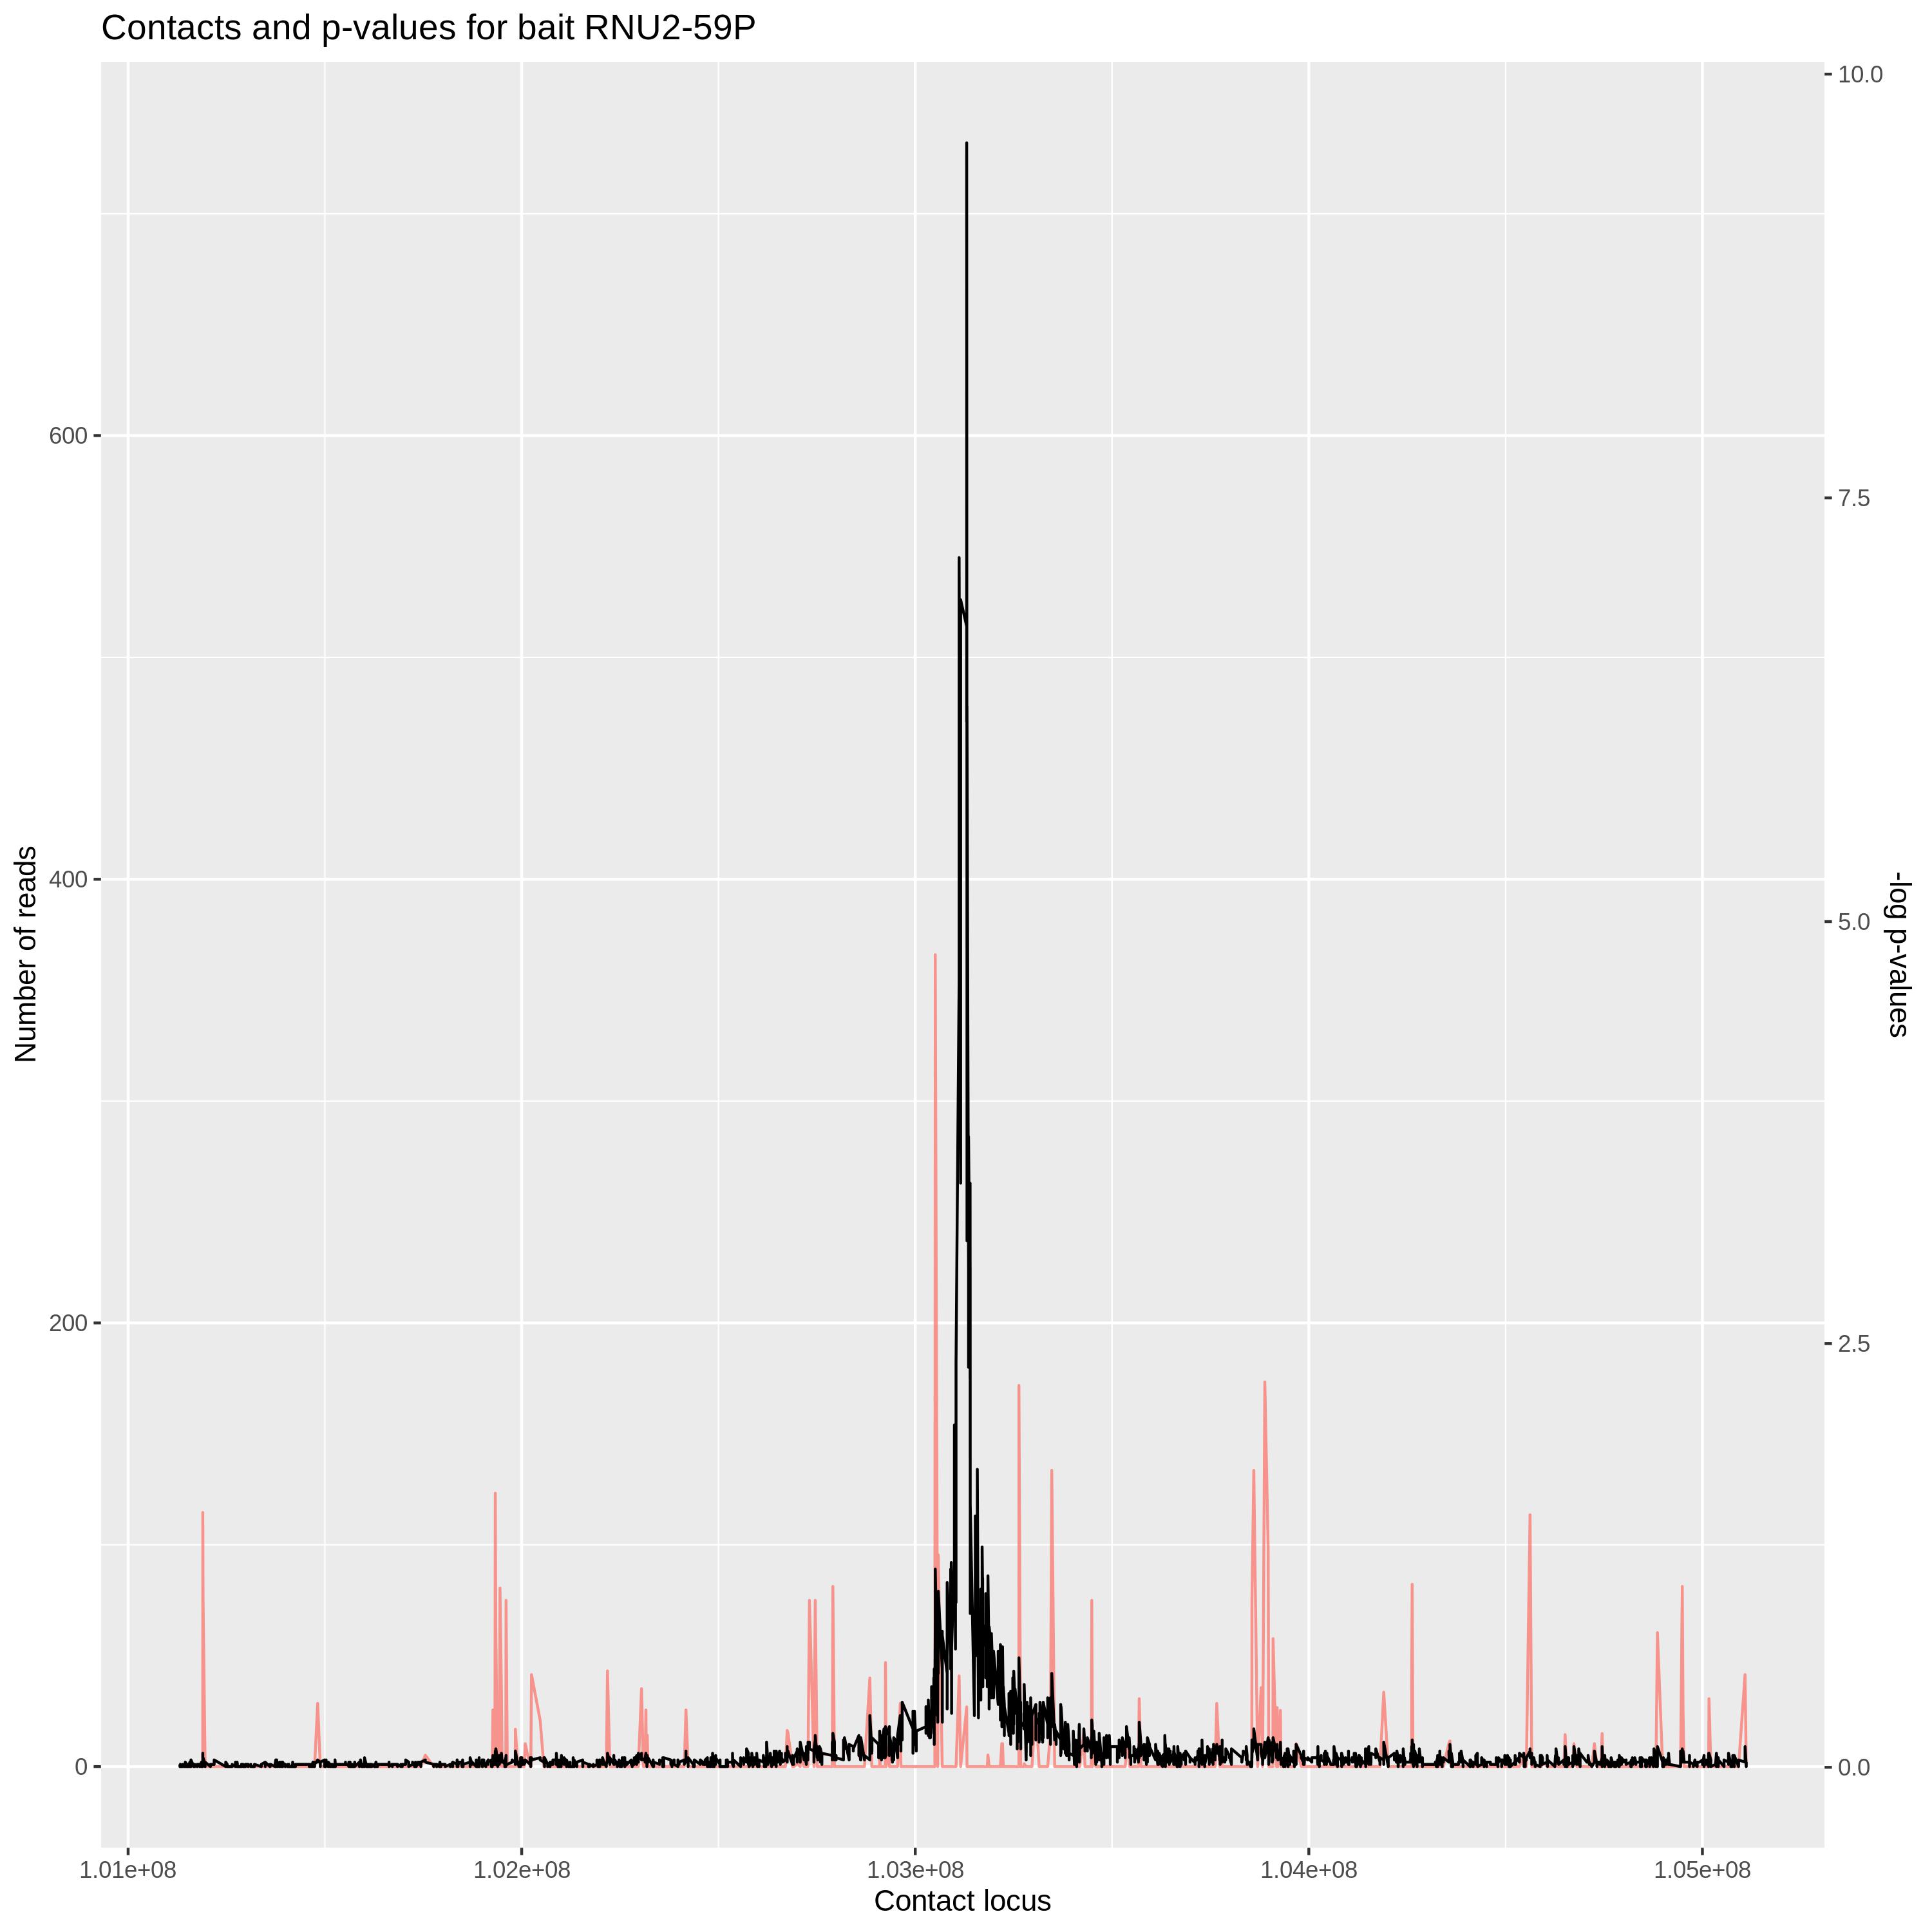 Contacts and p-values for bait RNU2-59P
10.0
7.5
5.0
2.5
0.0
600
400
200
0
Number of reads
-log p-values
1.01e+08 1.02e+08 1.03e+08 1.04e+08 1.05e+08
Contact locus